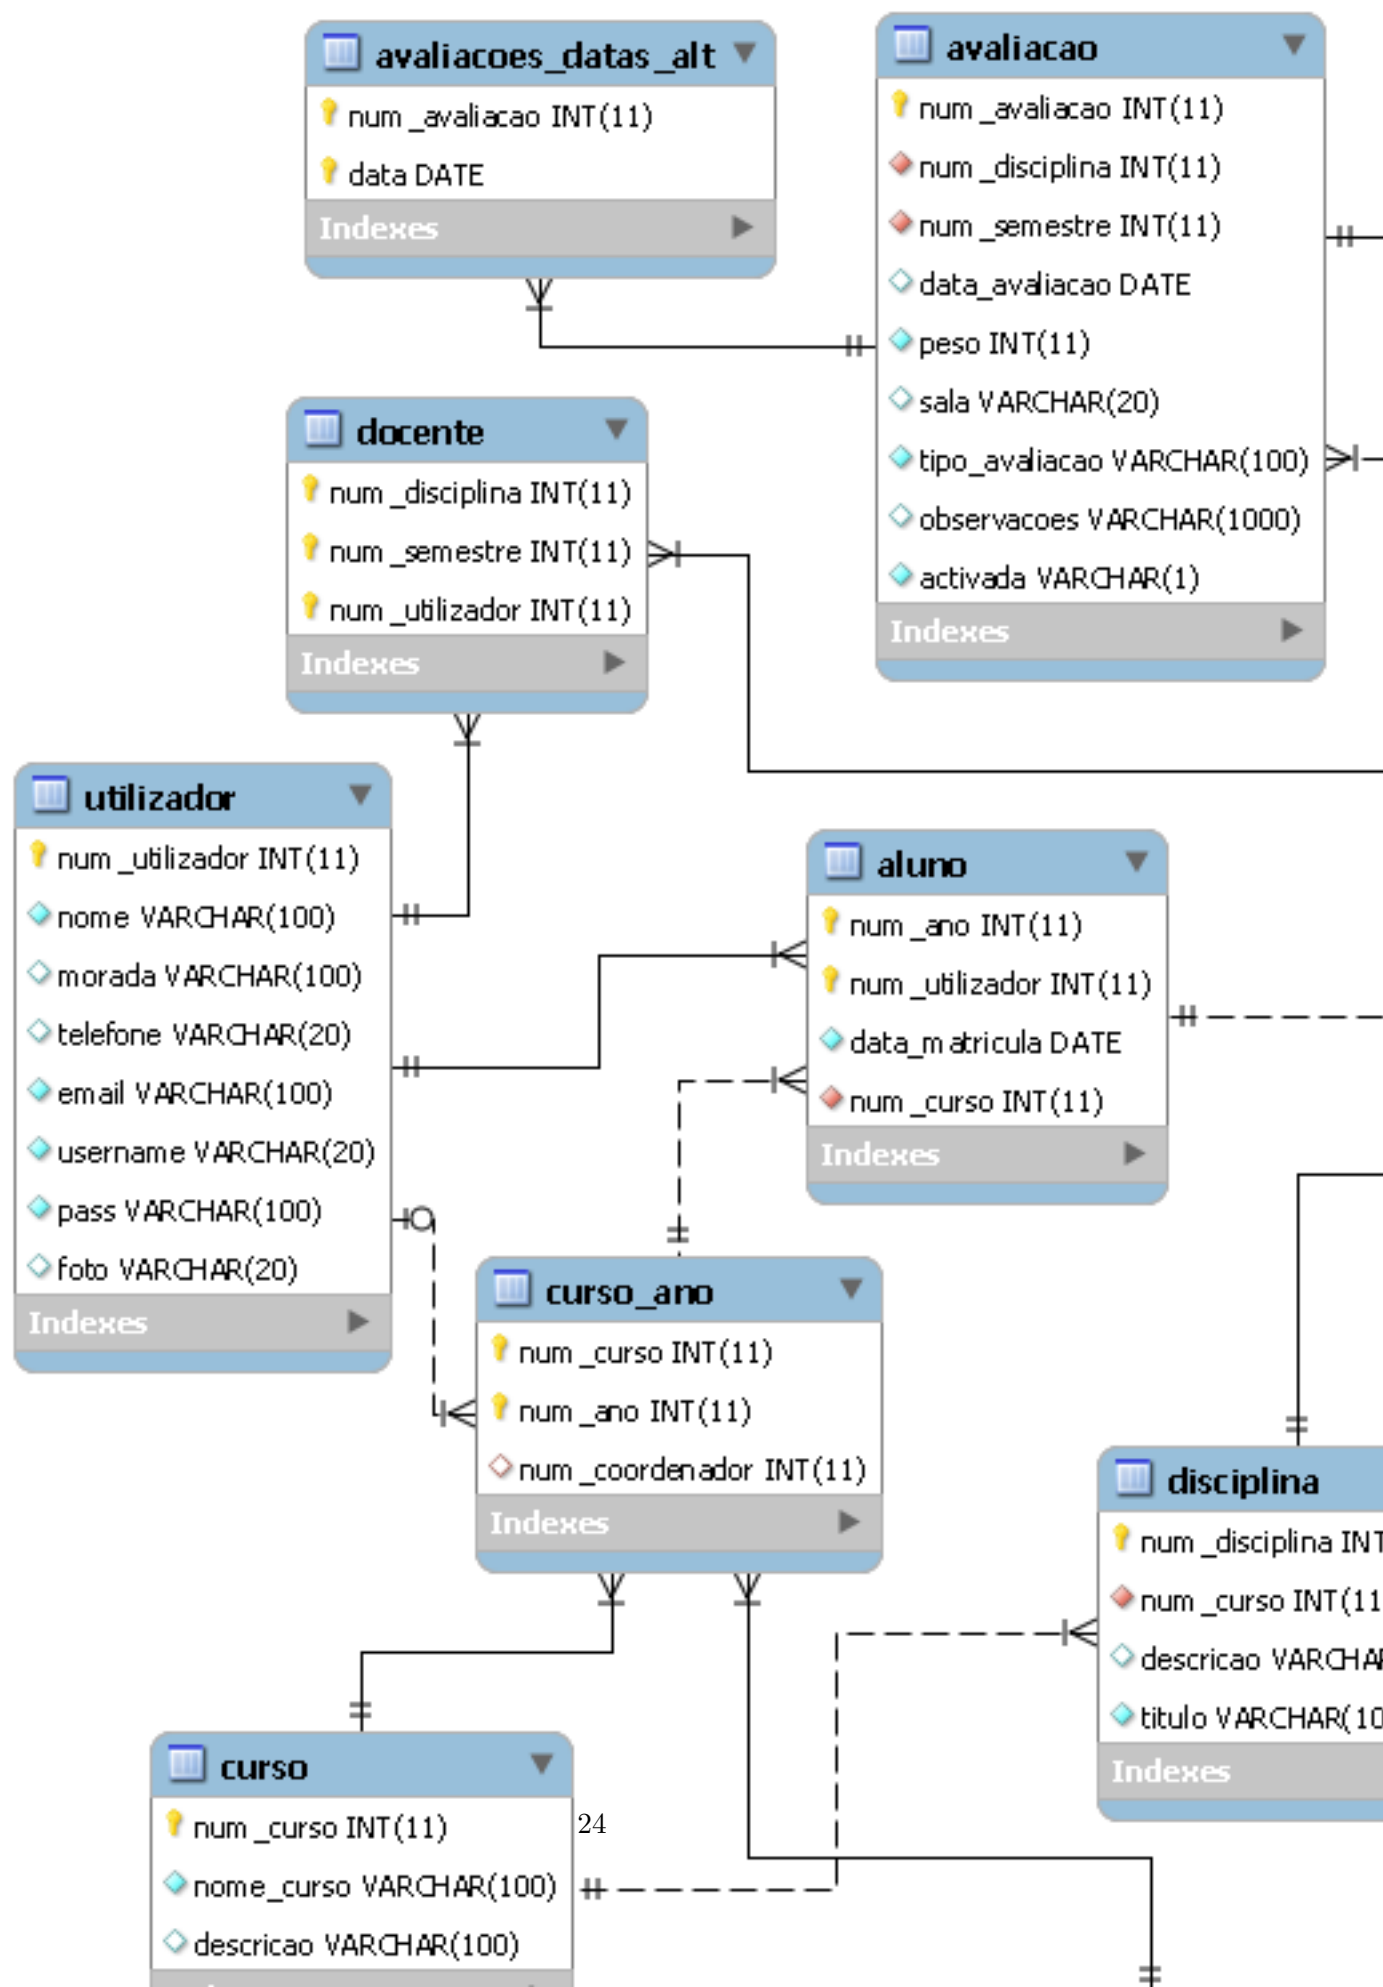 avaliacoes_datas_alt
num_avaliacao INT(11)
data DATE
Indexes
avaliacao
num_avaliacao INT(11)
num_disciplina INT(11)
num_semestre INT(11)
data_avaliacao DATE
peso INT(11)
sala VARCHAR(20)
tipo_avaliacao VARCHAR(100)
observacoes VARCHAR(1000)
activada VARCHAR(1)
Indexes
docente
num_disciplina INT(11)
num_semestre INT(11)
num_utilizador INT(11)
Indexes
utilizador
num_utilizador INT(11)
nome VARCHAR(100)
morada VARCHAR(100)
telefone VARCHAR(20)
email VARCHAR(100)
username VARCHAR(20)
pass VARCHAR(100)
foto VARCHAR(20)
Indexes
aluno
num_ano INT(11)
num_utilizador INT(11)
data_matricula DATE
num_curso INT(11)
Indexes
curso_ano
num_curso INT(11)
num_ano INT(11)
num_coordenador INT(11)
Indexes
disciplina
num_disciplina INT
num_curso INT(11
descricao VARCHA
titulo VARCHAR(10
Indexes
curso
num_curso INT(11)
nome_curso VARCHAR(100)
descricao VARCHAR(100)
24